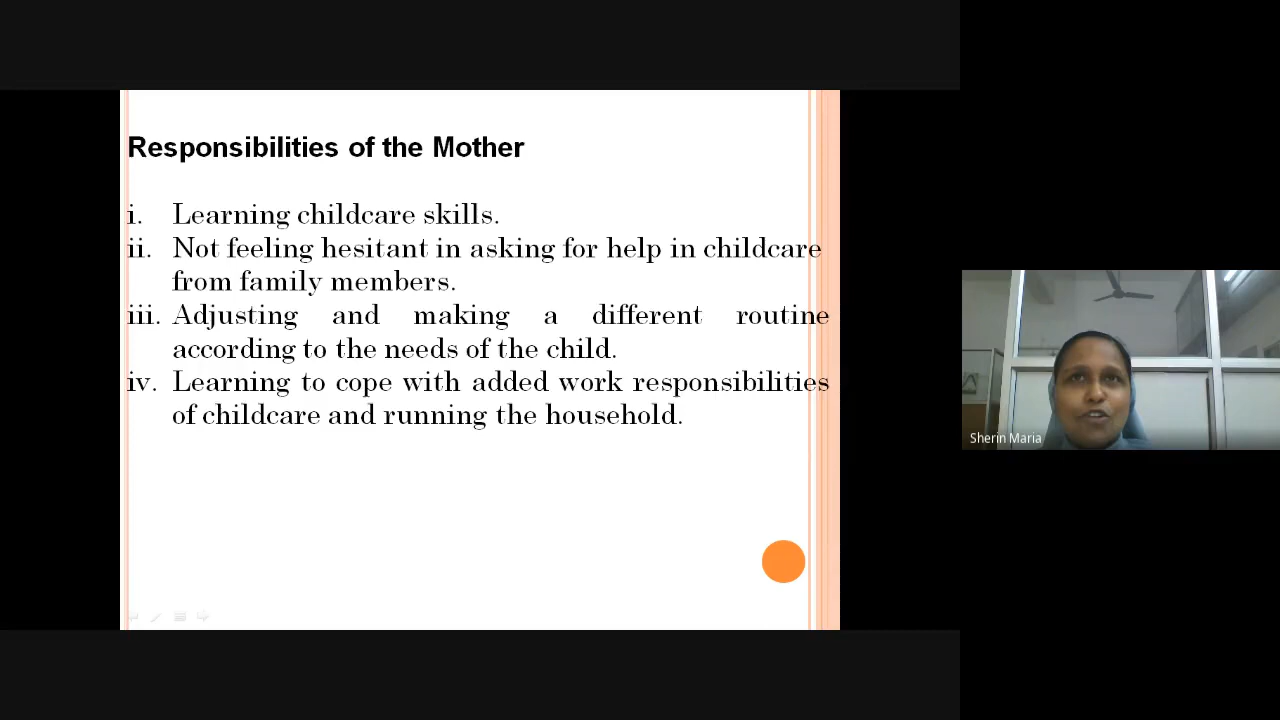 Responsibilities of the Mother
i. Learning childcare skills.
ii. Not feeling hesitant in asking for help in childcare
from family members.
iii. Adjusting and making a different routine
according to the needs of the child.
iv. Learning to cope with added work responsibilities
of childcare and running the household.
Sherin Maria